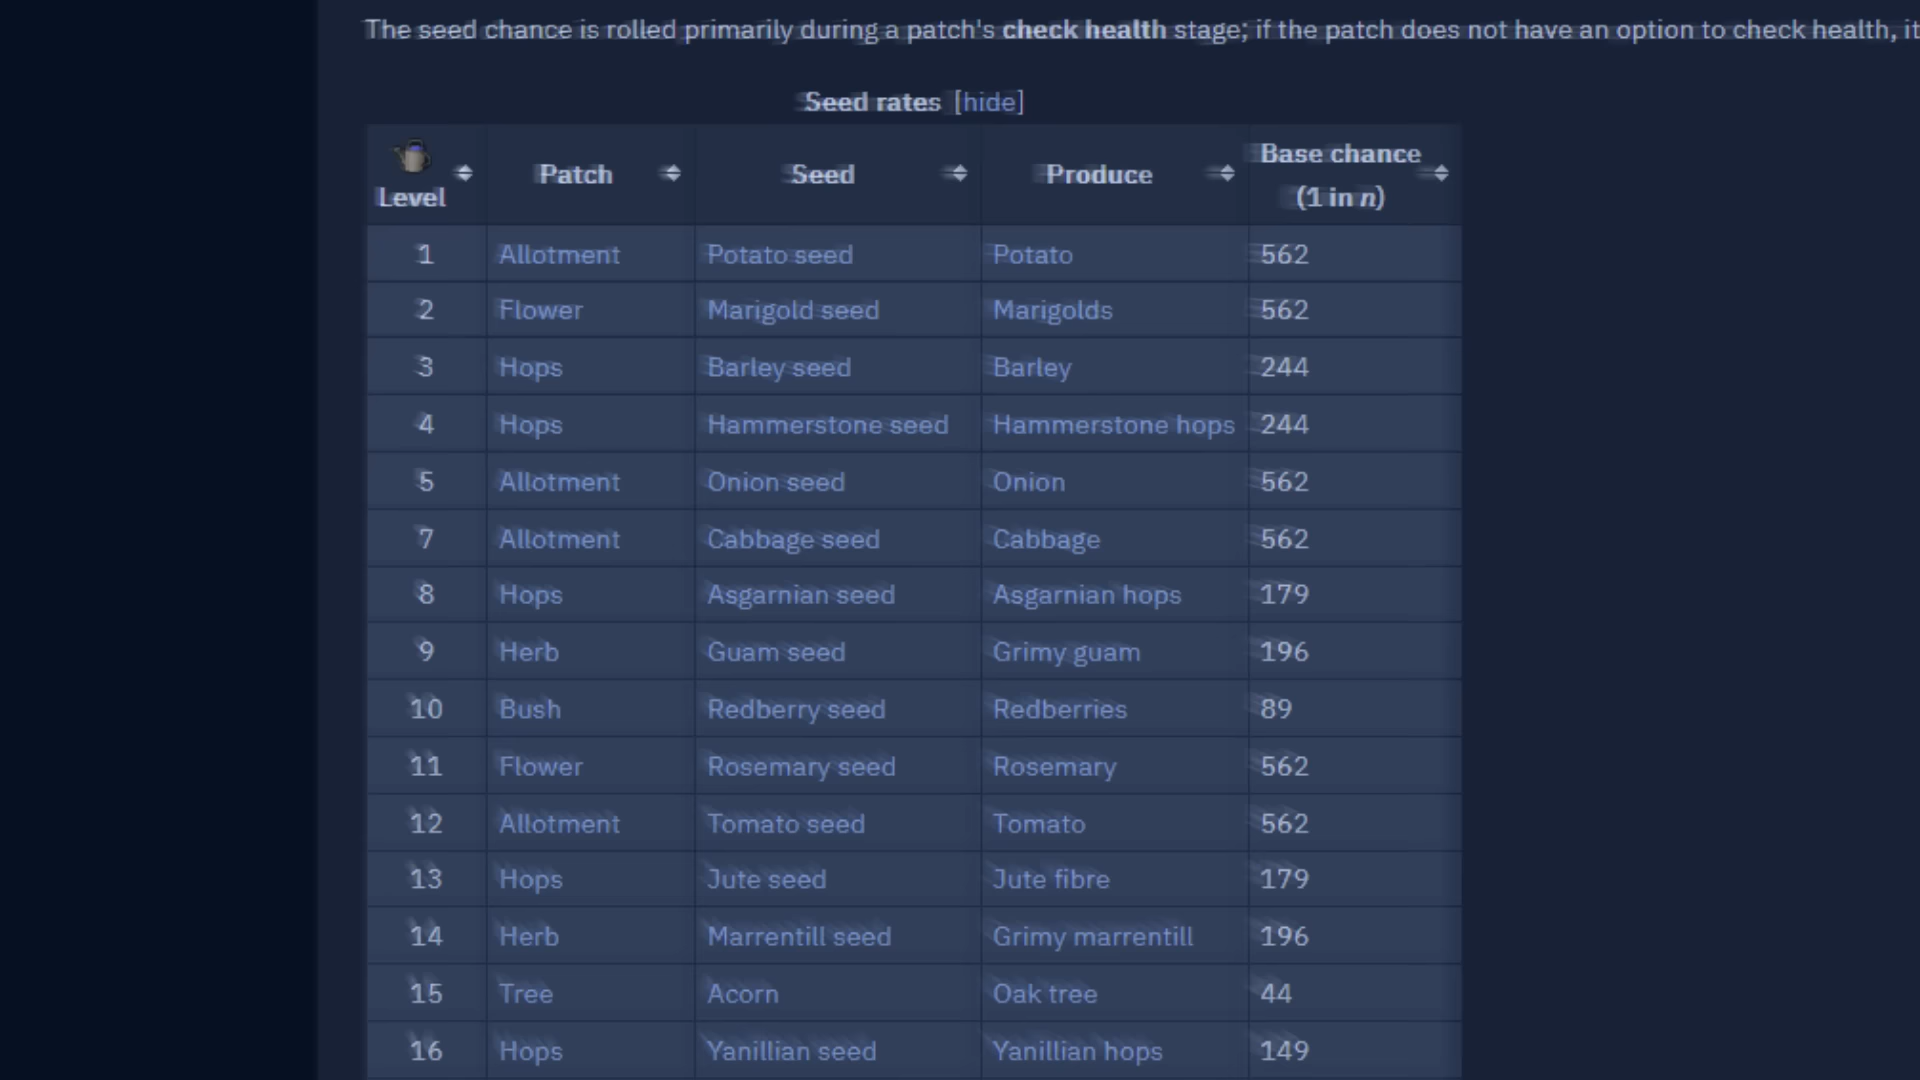 The seed chance is rolled primarily during a patch's check health stage; if the patch does not have an option to check health, it
Seed rates [hide]
Level Patch Seed Produce Base chance (1 in n)
1 Allotment Potato seed Potato 562
2 Flower Marigold seed Marigolds 562
3 Hops Barley seed Barley 244
4 Hops Hammerstone seed Hammerstone hops 244
5 Allotment Onion seed Onion 562
7 Allotment Cabbage seed Cabbage 562
8 Hops Asgarnian seed Asgarnian hops 179
9 Herb Guam seed Grimy guam 196
10 Bush Redberry seed Redberries 89
11 Flower Rosemary seed Rosemary 562
12 Allotment Tomato seed Tomato 562
13 Hops Jute seed Jute fibre 179
14 Herb Marrentill seed Grimy marrentill 196
15 Tree Acorn Oak tree 44
16 Hops Yanillian seed Yanillian hops 149